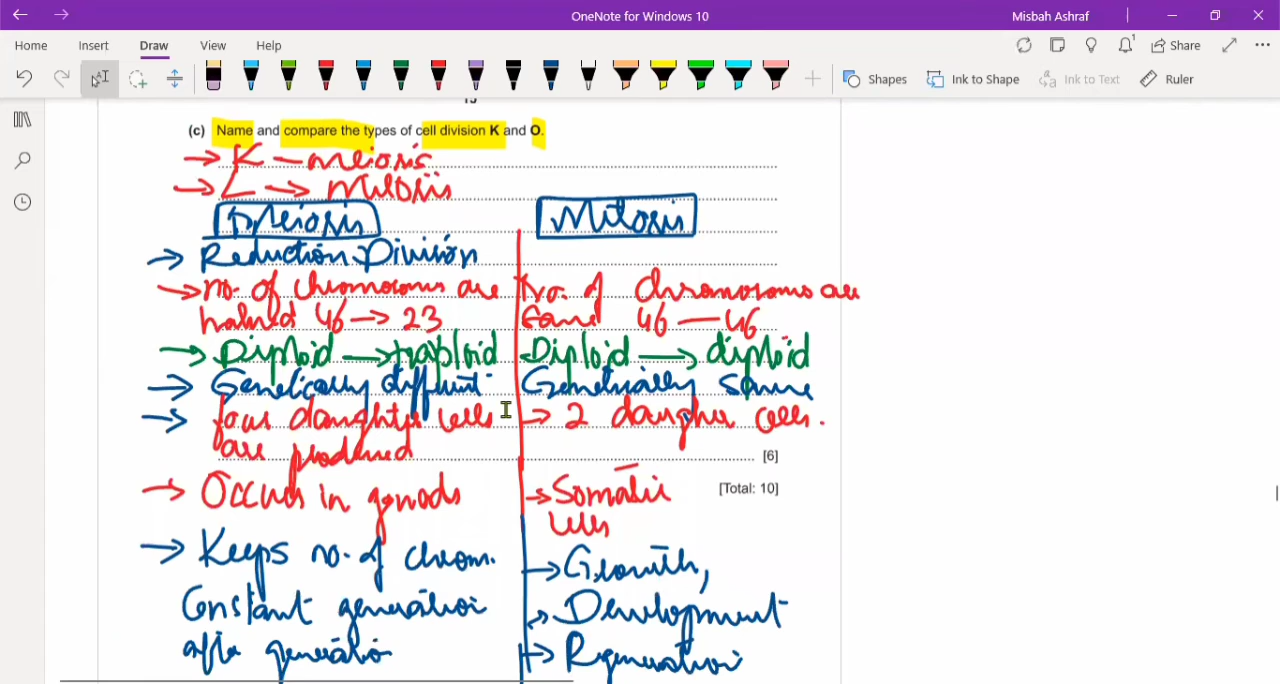 OneNote for Windows 10
Misbah Ashraf
Home Insert Draw View Help
Share
Shapes Ink to Shape Ink to Text Ruler
(c) Name and compare the types of cell division K and O.
→ K – meiosis
→ L → Mitosis
Meiosis Mitosis
→ Reduction Division
→ no. of chromosomes are No. of Chromosoms are
halved 46 → 23 Same 46 — 46
→ Diploid → haploid Diploid → diploid
→ Genetically different Genetically same
→ four daughter cells → 2 daugher cells.
are produced
[6]
→ Occurs in gonads → Somatic [Total: 10]
cells
→ Keeps no. of chrom. → Growth,
Constant generation → Development
after generation → Regeneration